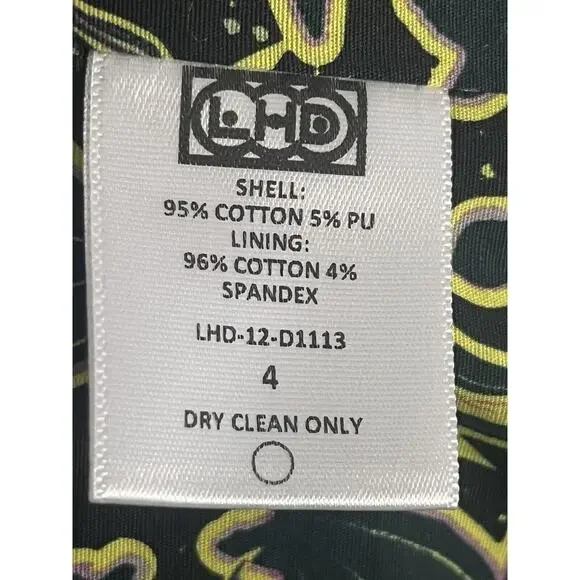 LHD
SHELL:
95% COTTON 5% PU
LINING:
96% COTTON 4%
SPANDEX
LHD-12-D1113
4
DRY CLEAN ONLY